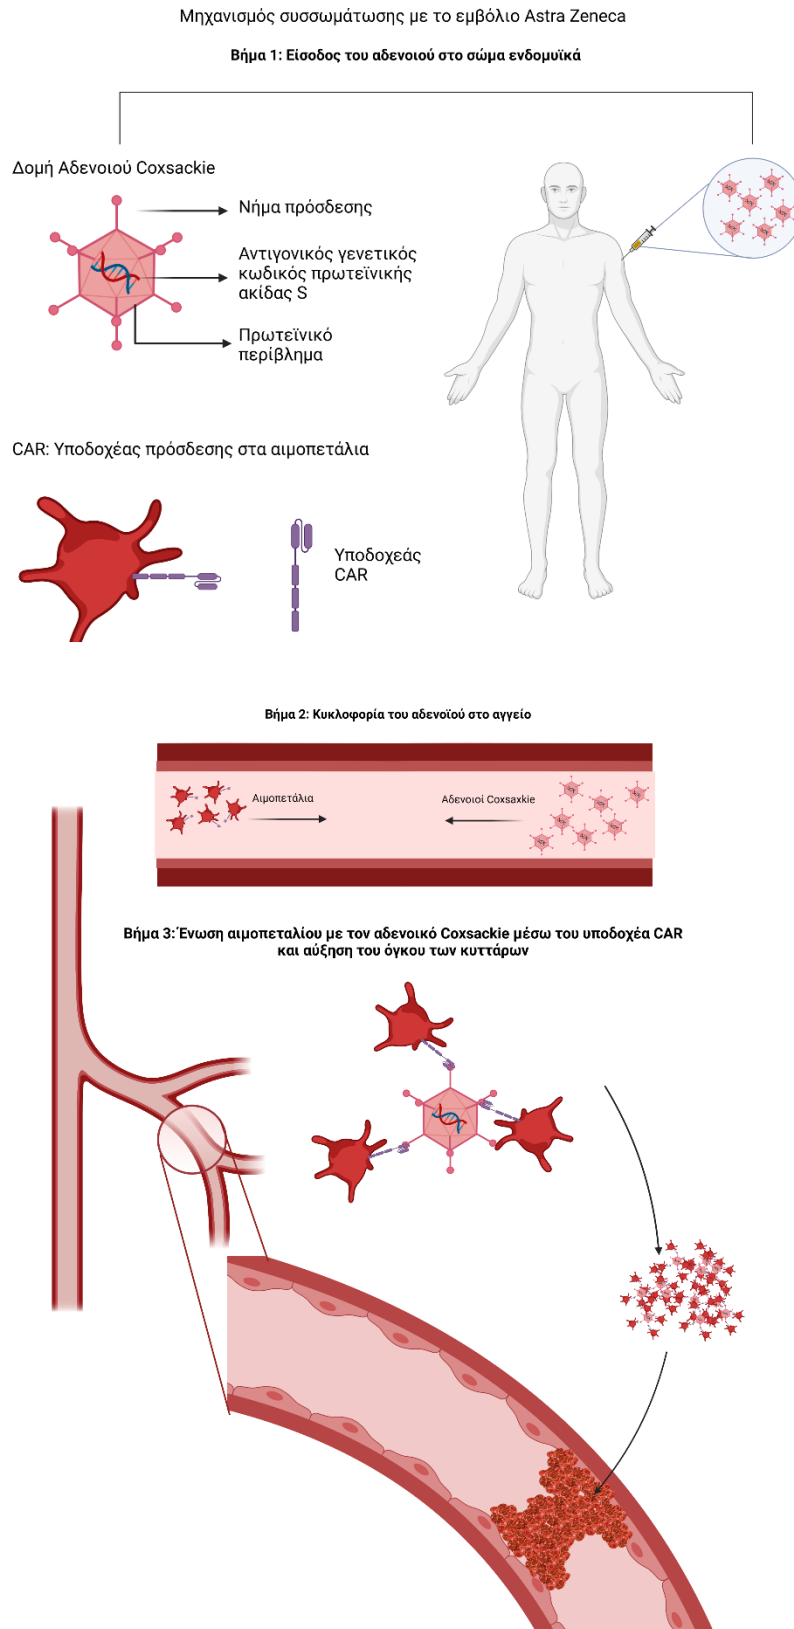 Μηχανισμός συσσωμάτωσης με το εμβόλιο Astra Zeneca
Βήμα 1: Είσοδος του αδενοιού στο σώμα ενδομυϊκά
Δομή Αδενοιού Coxsackie
Νήμα πρόσδεσης
Αντιγονικός γενετικός
κωδικός πρωτεϊνικής
ακίδας S
Πρωτεϊνικό
περίβλημα
CAR: Υποδοχέας πρόσδεσης στα αιμοπετάλια
Υποδοχεάς
CAR
Βήμα 2: Κυκλοφορία του αδενοϊού στο αγγείο
Αιμοπετάλια
Αδενοιοί Coxsaxkie
Βήμα 3: Ένωση αιμοπεταλίου με τον αδενοικό Coxsackie μέσω του υποδοχέα CAR
και αύξηση του όγκου των κυττάρων